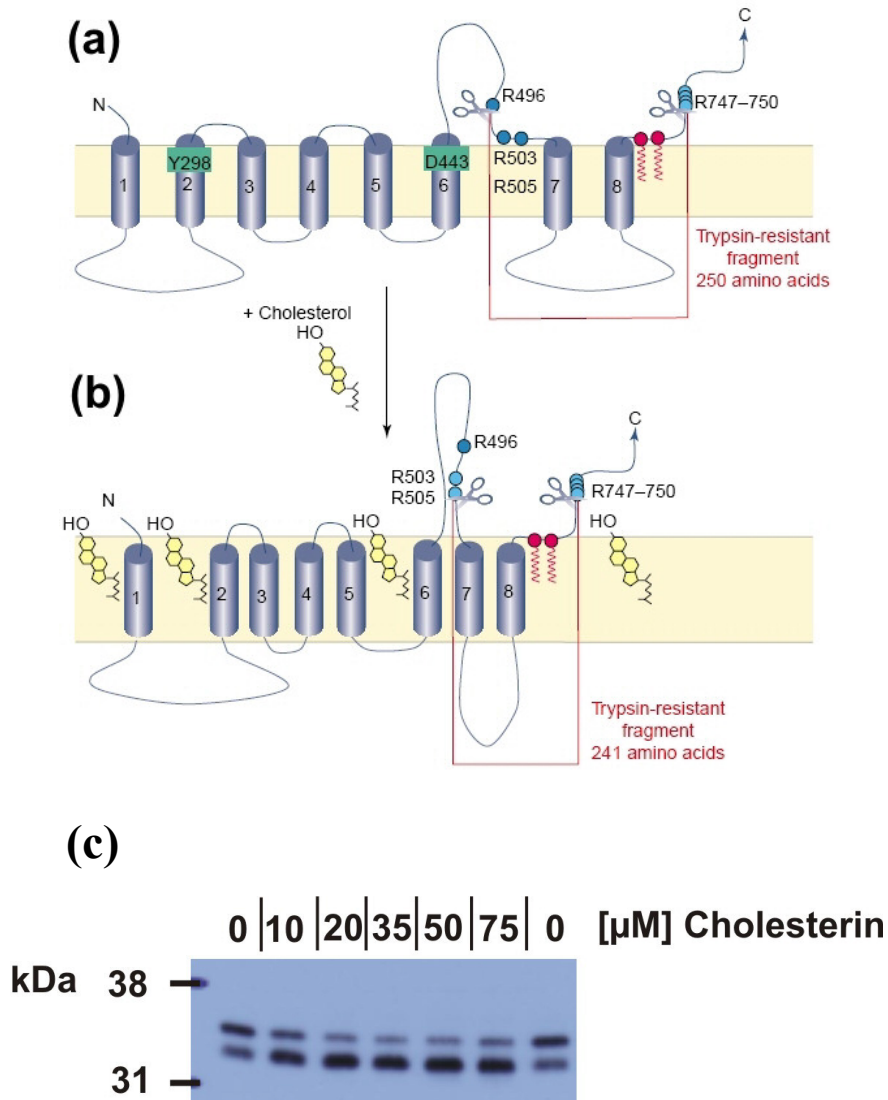 (a)
C
N
R496
R747–750
Y298
D443
R503
R505
1
2
3
4
5
6
7
8
Trypsin-resistant
fragment
250 amino acids
+ Cholesterol
HO
(b)
C
R496
R503
R505
R747–750
N
HO
HO
HO
HO
1
2
3
4
5
6
7
8
Trypsin-resistant
fragment
241 amino acids
(c)
0 |10 |20 |35 |50 | 75 | 0 [µM] Cholesterin
kDa 38
31